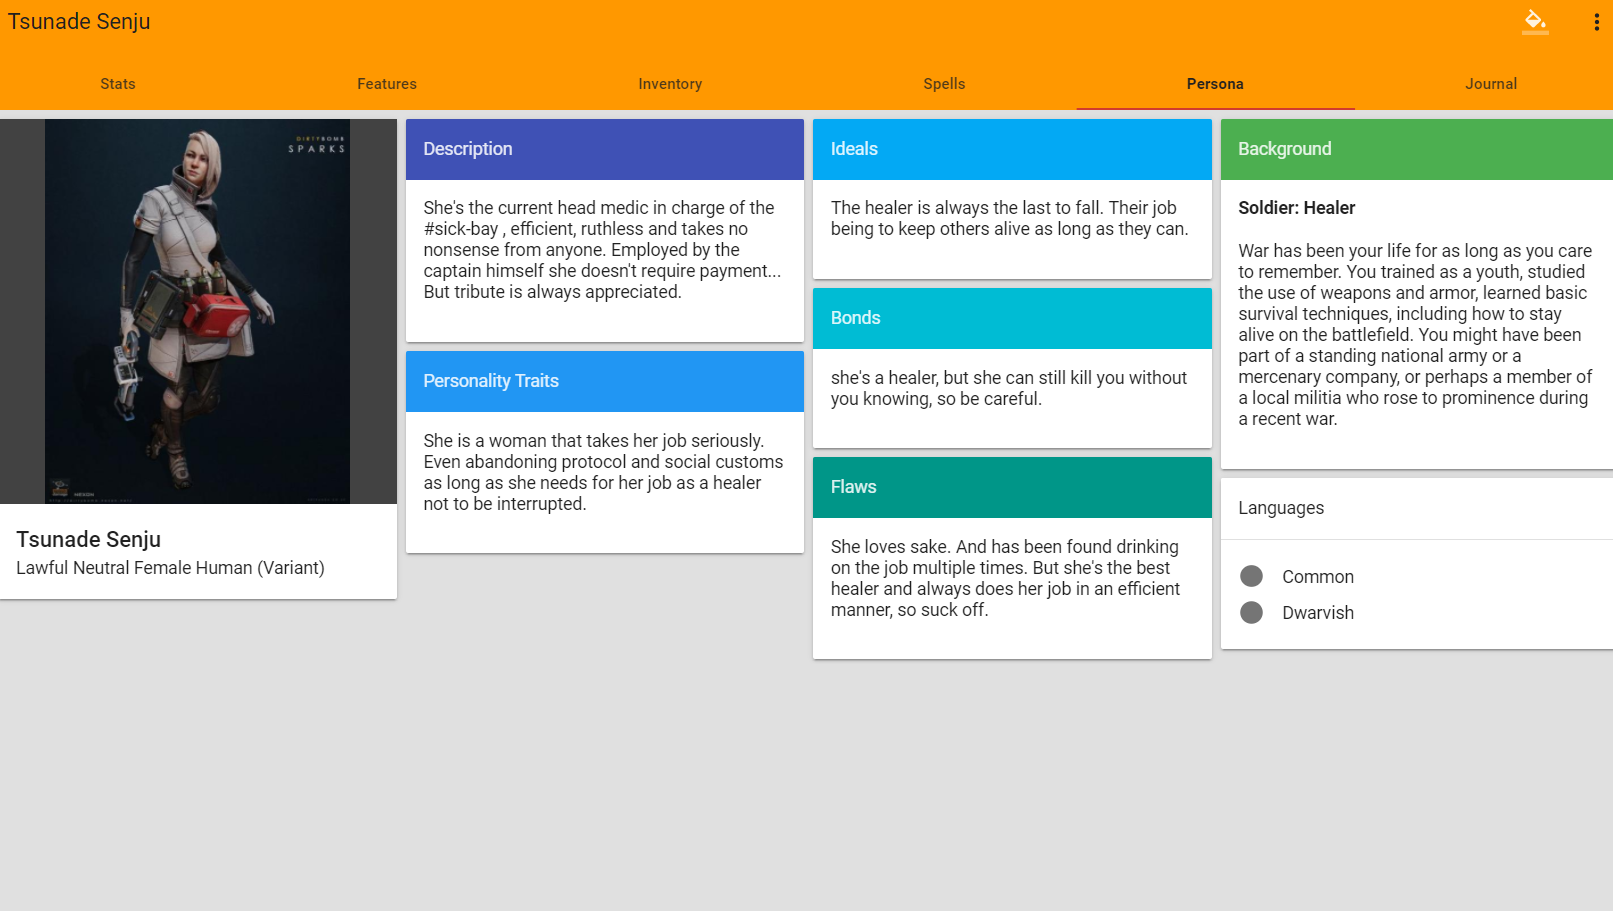 Tsunade Senju
Stats
Features
Inventory
Spells
Persona
Journal
DIRTYBOMB
SPARKS
NEXON
Tsunade Senju
Lawful Neutral Female Human (Variant)
Description
She's the current head medic in charge of the
#sick-bay , efficient, ruthless and takes no
nonsense from anyone. Employed by the
captain himself she doesn't require payment...
But tribute is always appreciated.
Personality Traits
She is a woman that takes her job seriously.
Even abandoning protocol and social customs
as long as she needs for her job as a healer
not to be interrupted.
Ideals
The healer is always the last to fall. Their job
being to keep others alive as long as they can.
Bonds
she's a healer, but she can still kill you without
you knowing, so be careful.
Flaws
She loves sake. And has been found drinking
on the job multiple times. But she's the best
healer and always does her job in an efficient
manner, so suck off.
Background
Soldier: Healer
War has been your life for as long as you care
to remember. You trained as a youth, studied
the use of weapons and armor, learned basic
survival techniques, including how to stay
alive on the battlefield. You might have been
part of a standing national army or a
mercenary company, or perhaps a member of
a local militia who rose to prominence during
a recent war.
Languages
Common
Dwarvish